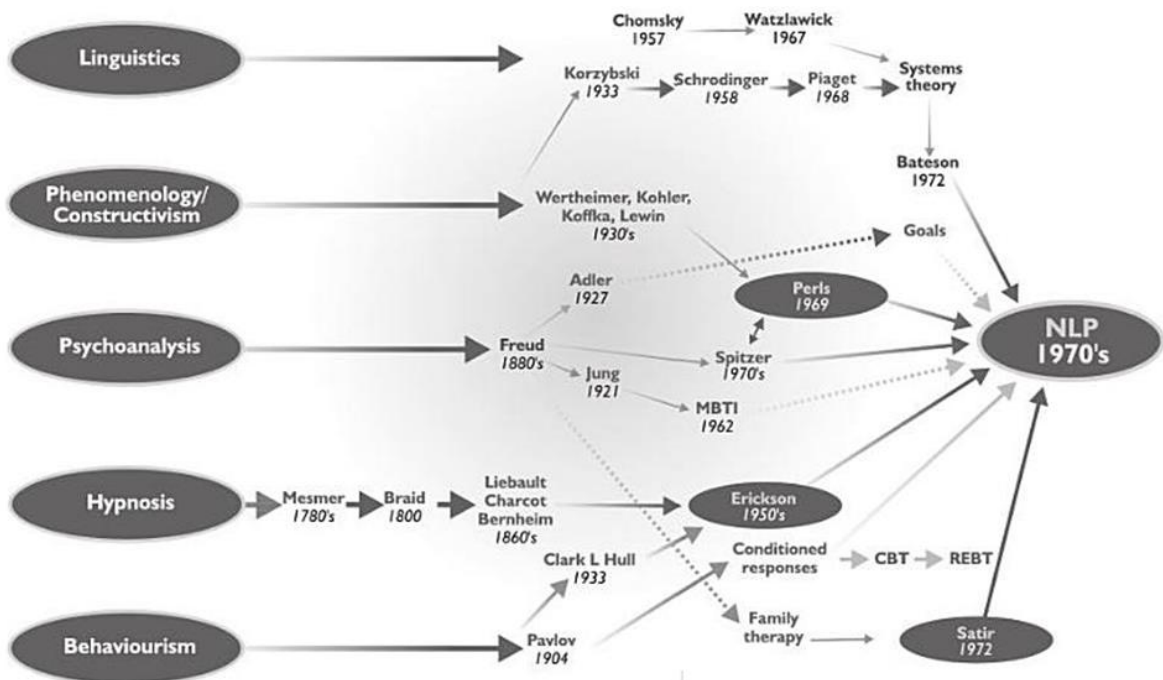 Linguistics
Chomsky
1957
Watzlawick
1967
Korzybski
1933
Schrodinger
1958
Piaget
1968
Systems
theory
Bateson
1972
Phenomenology/
Constructivism
Wertheimer, Kohler,
Koffka, Lewin
1930's
Goals
Adler
1927
Perls
1969
Psychoanalysis
Freud
1880's
Spitzer
1970's
Jung
1921
MBTI
1962
NLP
1970's
Hypnosis
Mesmer
1780's
Braid
1800
Liebault
Charcot
Bernheim
1860's
Erickson
1950's
Clark L Hull
1933
Conditioned
responses
CBT
REBT
Behaviourism
Pavlov
1904
Family
therapy
Satir
1972